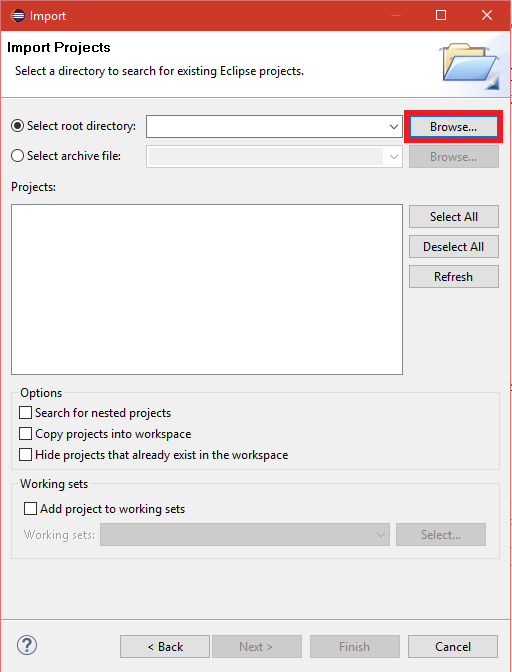 Import
Import Projects
Select a directory to search for existing Eclipse projects.
Select root directory:
Browse...
Select archive file:
Browse...
Projects:
Select All
Deselect All
Refresh
Options
Search for nested projects
Copy projects into workspace
Hide projects that already exist in the workspace
Working sets
Add project to working sets
Working sets:
Select...
?
< Back
Next >
Finish
Cancel